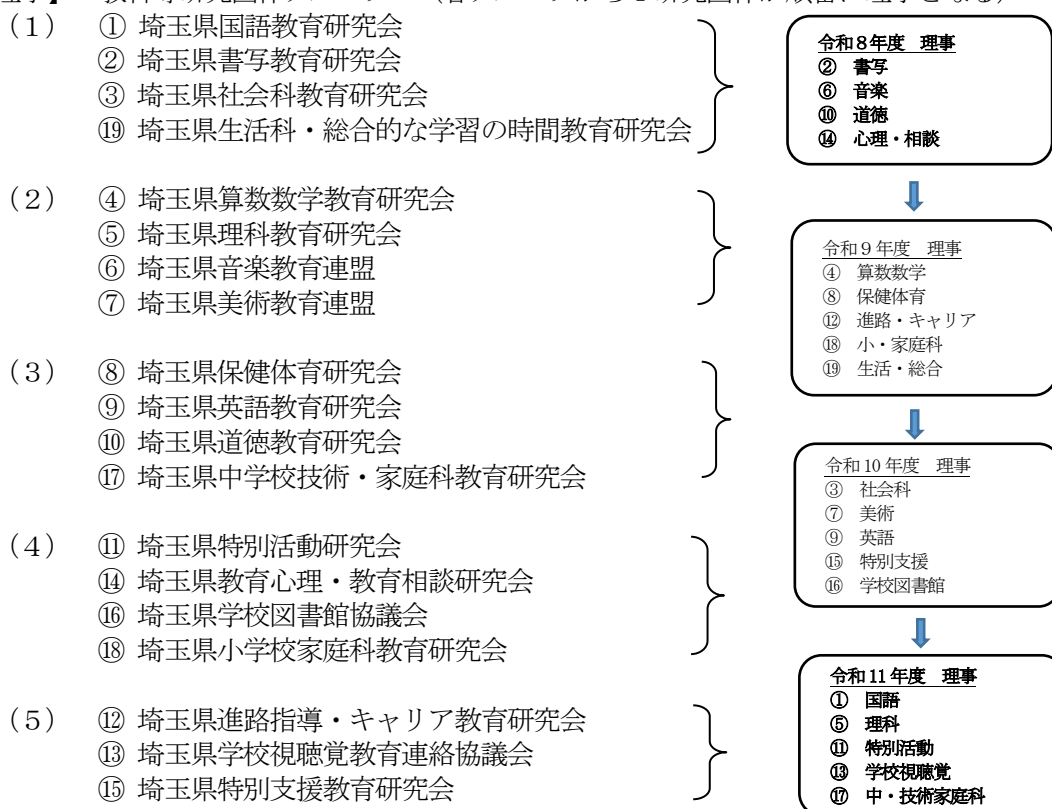 (1) ① 埼玉県国語教育研究会
② 埼玉県書写教育研究会
③ 埼玉県社会科教育研究会
⑲ 埼玉県生活科・総合的な学習の時間教育研究会
(2) ④ 埼玉県算数数学教育研究会
⑤ 埼玉県理科教育研究会
⑥ 埼玉県音楽教育連盟
⑦ 埼玉県美術教育連盟
(3) ⑧ 埼玉県保健体育研究会
⑨ 埼玉県英語教育研究会
⑩ 埼玉県道徳教育研究会
⑰ 埼玉県中学校技術・家庭科教育研究会
(4) ⑪ 埼玉県特別活動研究会
⑭ 埼玉県教育心理・教育相談研究会
⑯ 埼玉県学校図書館協議会
⑱ 埼玉県小学校家庭科教育研究会
(5) ⑫ 埼玉県進路指導・キャリア教育研究会
⑬ 埼玉県学校視聴覚教育連絡協議会
⑮ 埼玉県特別支援教育研究会
令和8年度 理事
② 書写
⑥ 音楽
⑩ 道徳
⑭ 心理・相談
令和9年度 理事
④ 算数数学
⑧ 保健体育
⑫ 進路・キャリア
⑱ 小・家庭科
⑲ 生活・総合
令和10年度 理事
③ 社会科
⑦ 美術
⑨ 英語
⑮ 特別支援
⑯ 学校図書館
令和11年度 理事
① 国語
⑤ 理科
⑪ 特別活動
⑬ 学校視聴覚
⑰ 中・技術家庭科